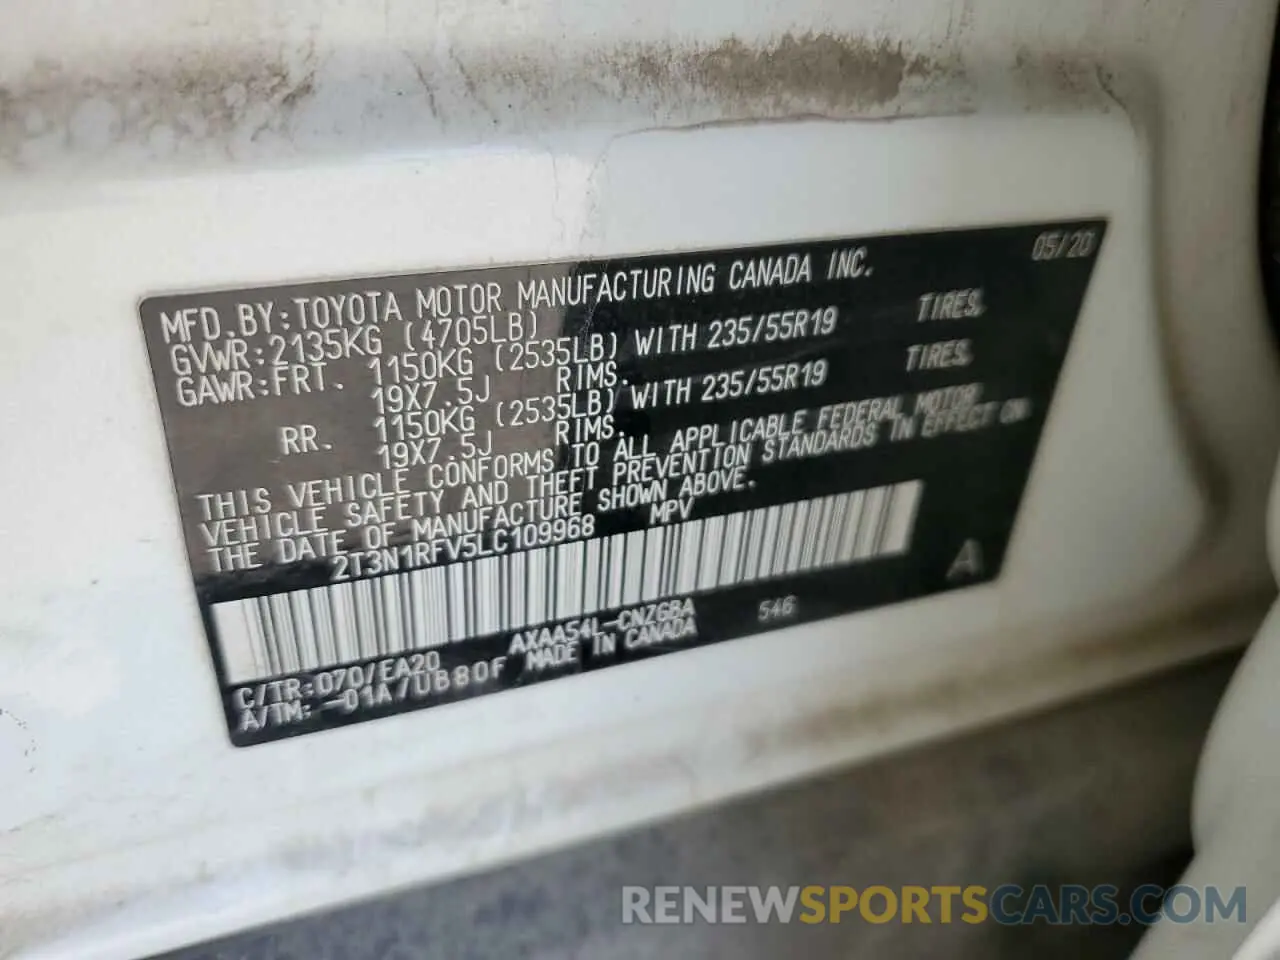 MFD.BY:TOYOTA MOTOR MANUFACTURING CANADA INC. 05/20
GVWR:2135KG (4705LB)
GAWR:FRT. 1150KG (2535LB) WITH 235/55R19 TIRES,
19X7.5J RIMS.
RR. 1150KG (2535LB) WITH 235/55R19 TIRES,
19X7.5J RIMS.
THIS VEHICLE CONFORMS TO ALL APPLICABLE FEDERAL MOTOR
VEHICLE SAFETY AND THEFT PREVENTION STANDARDS IN EFFECT ON
THE DATE OF MANUFACTURE SHOWN ABOVE.
2T3N1RFV5LC109968 MPV
A
AXAA54L-CNZGBA 546
C/TR:070/EA20 MADE IN CANADA
A/TM:-01A/UB80F
RENEWSPORTSCARS.COM